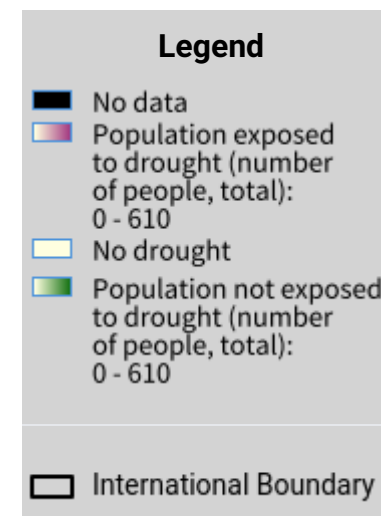 Legend
No data
Population exposed
to drought (number
of people, total):
0 - 610
No drought
Population not exposed
to drought (number
of people, total):
0 - 610
International Boundary